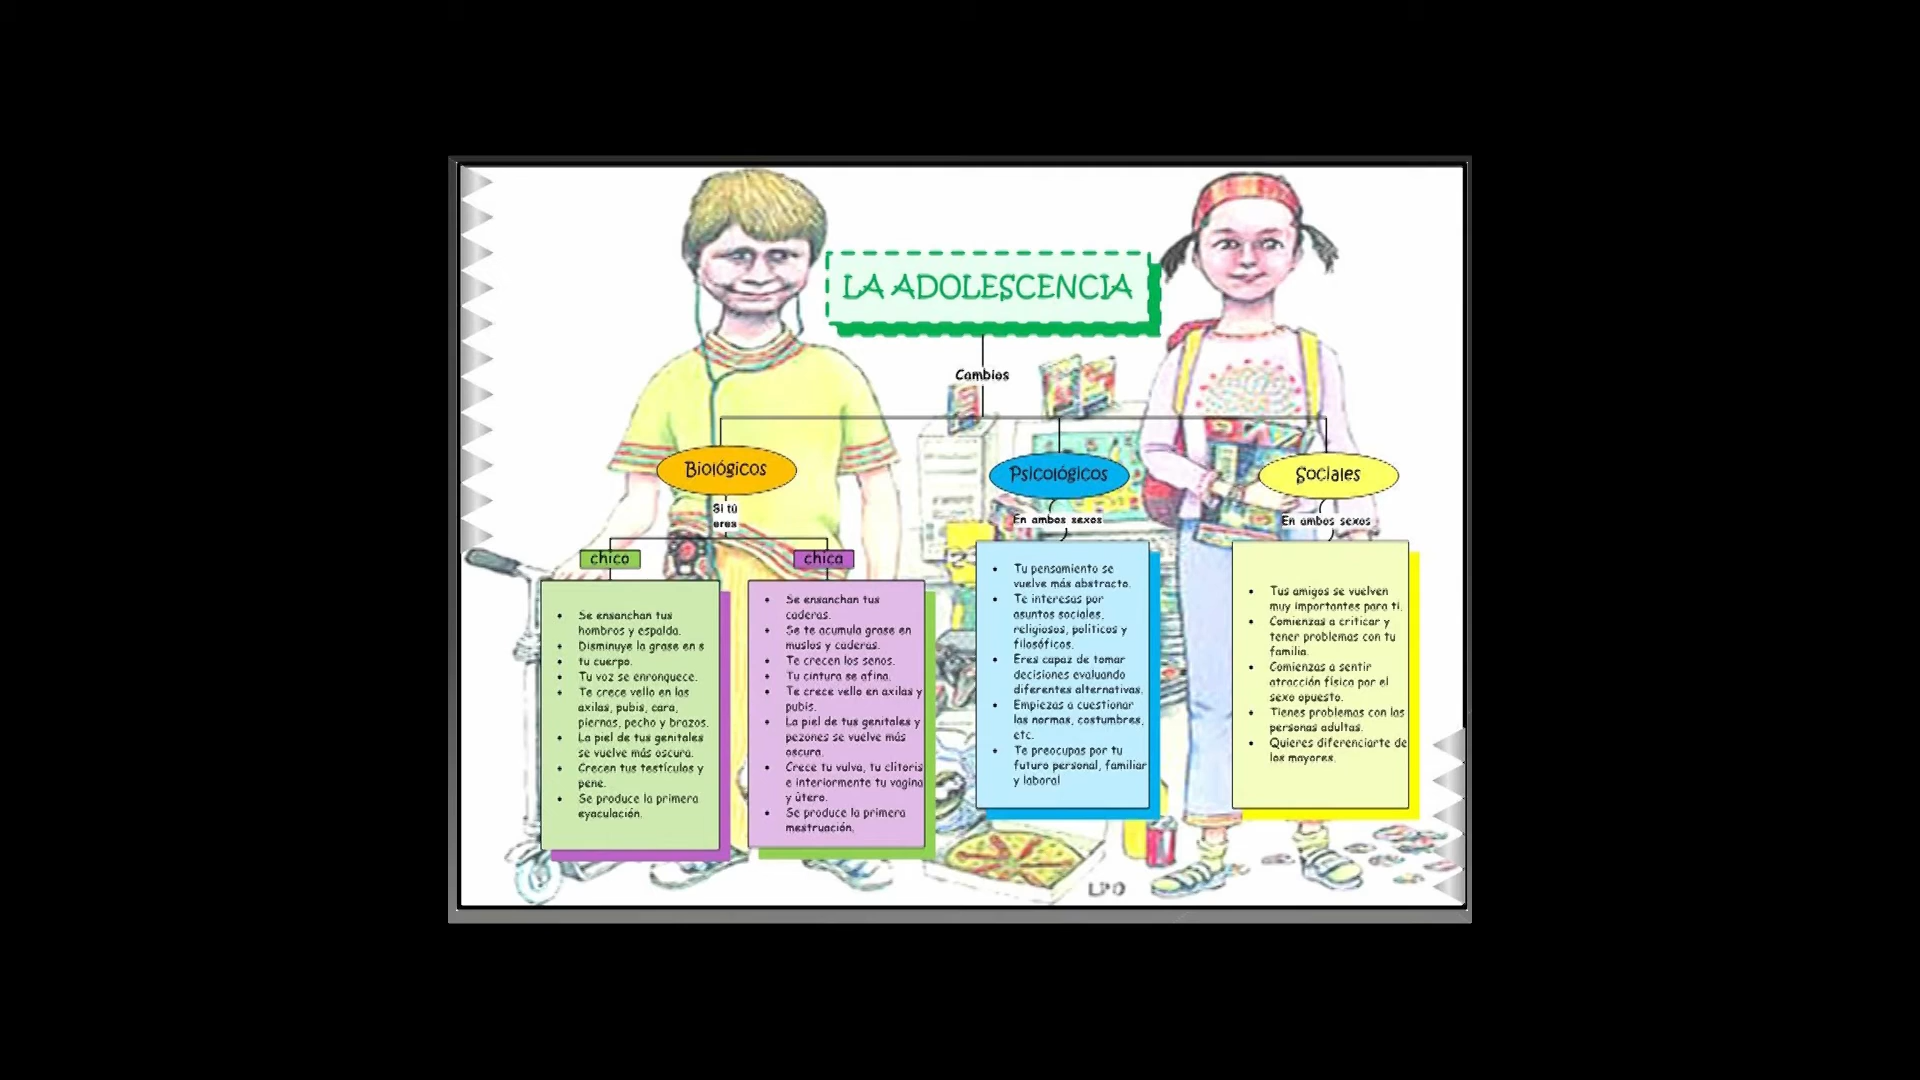 LA ADOLESCENCIA
Cambios
Biológicos
Psicológicos
Sociales
Si tú
eres
En ambos sexos
En ambos sexos
chico
chica
• Se ensanchan tus
hombros y espalda.
• Disminuye la grasa en s
• tu cuerpo.
• Tu voz se enronquece.
• Te crece vello en las
axilas, pubis, cara,
piernas, pecho y brazos.
• La piel de tus genitales
se vuelve más oscura.
• Crecen tus testículos y
pene.
• Se produce la primera
eyaculación.
• Se ensanchan tus
caderas.
• Se te acumula grasa en
muslos y caderas.
• Te crecen los senos.
• Tu cintura se afina.
• Te crece vello en axilas y
pubis.
• La piel de tus genitales y
pezones se vuelve más
oscura.
• Crece tu vulva, tu clítoris
e interiormente tu vagina
y útero.
• Se produce la primera
mestruación.
• Tu pensamiento se
vuelve más abstracto.
• Te interesas por
asuntos sociales,
religiosos, políticos y
filosóficos.
• Eres capaz de tomar
decisiones evaluando
diferentes alternativas.
• Empiezas a cuestionar
las normas, costumbres,
etc.
• Te preocupas por tu
futuro personal, familiar
y laboral
• Tus amigos se vuelven
muy importantes para ti.
• Comienzas a criticar y
tener problemas con tu
familia.
• Comienzas a sentir
atracción física por el
sexo opuesto.
• Tienes problemas con las
personas adultas.
• Quieres diferenciarte de
los mayores.